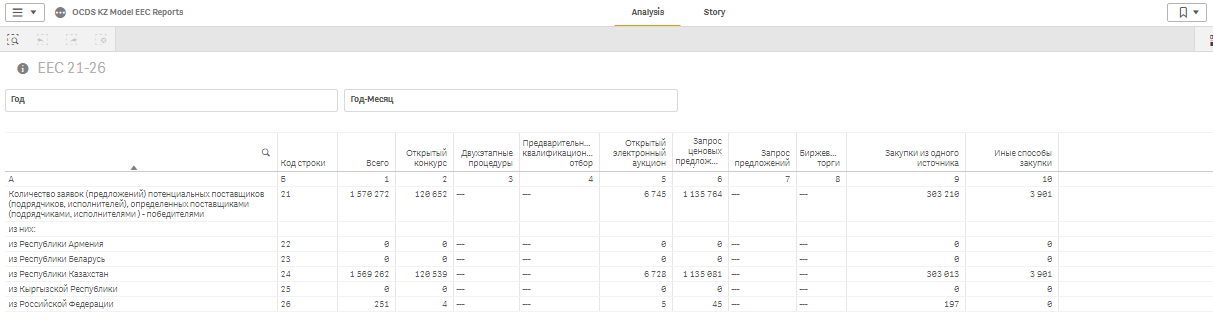 OCDS KZ Model EEC Reports
Analysis
Story
EEC 21-26
Год
Год-Месяц
Код строки Всего Открытый конкурс Двухэтапные процедуры Предварительн... квалификацион... отбор Открытый электронный аукцион Запрос ценовых предлож... Запрос предложений Биржев... торги Закупки из одного источника Иные способы закупки
А Б 1 2 3 4 5 6 7 8 9 10
Количество заявок (предложений) потенциальных поставщиков 21 1 570 272 120 652 --- --- 6 745 1 135 764 --- --- 303 210 3 901
(подрядчиков, исполнителей), определенных поставщиками
(подрядчиками, исполнителями ) - победителями
из них:
из Республики Армения 22 0 0 --- --- 0 0 --- --- 0 0
из Республики Беларусь 23 0 0 --- --- 0 0 --- --- 0 0
из Республики Казахстан 24 1 569 262 120 539 --- --- 6 728 1 135 081 --- --- 303 013 3 901
из Кыргызской Республики 25 0 0 --- --- 0 0 --- --- 0 0
из Российской Федерации 26 251 4 --- --- 5 45 --- --- 197 0